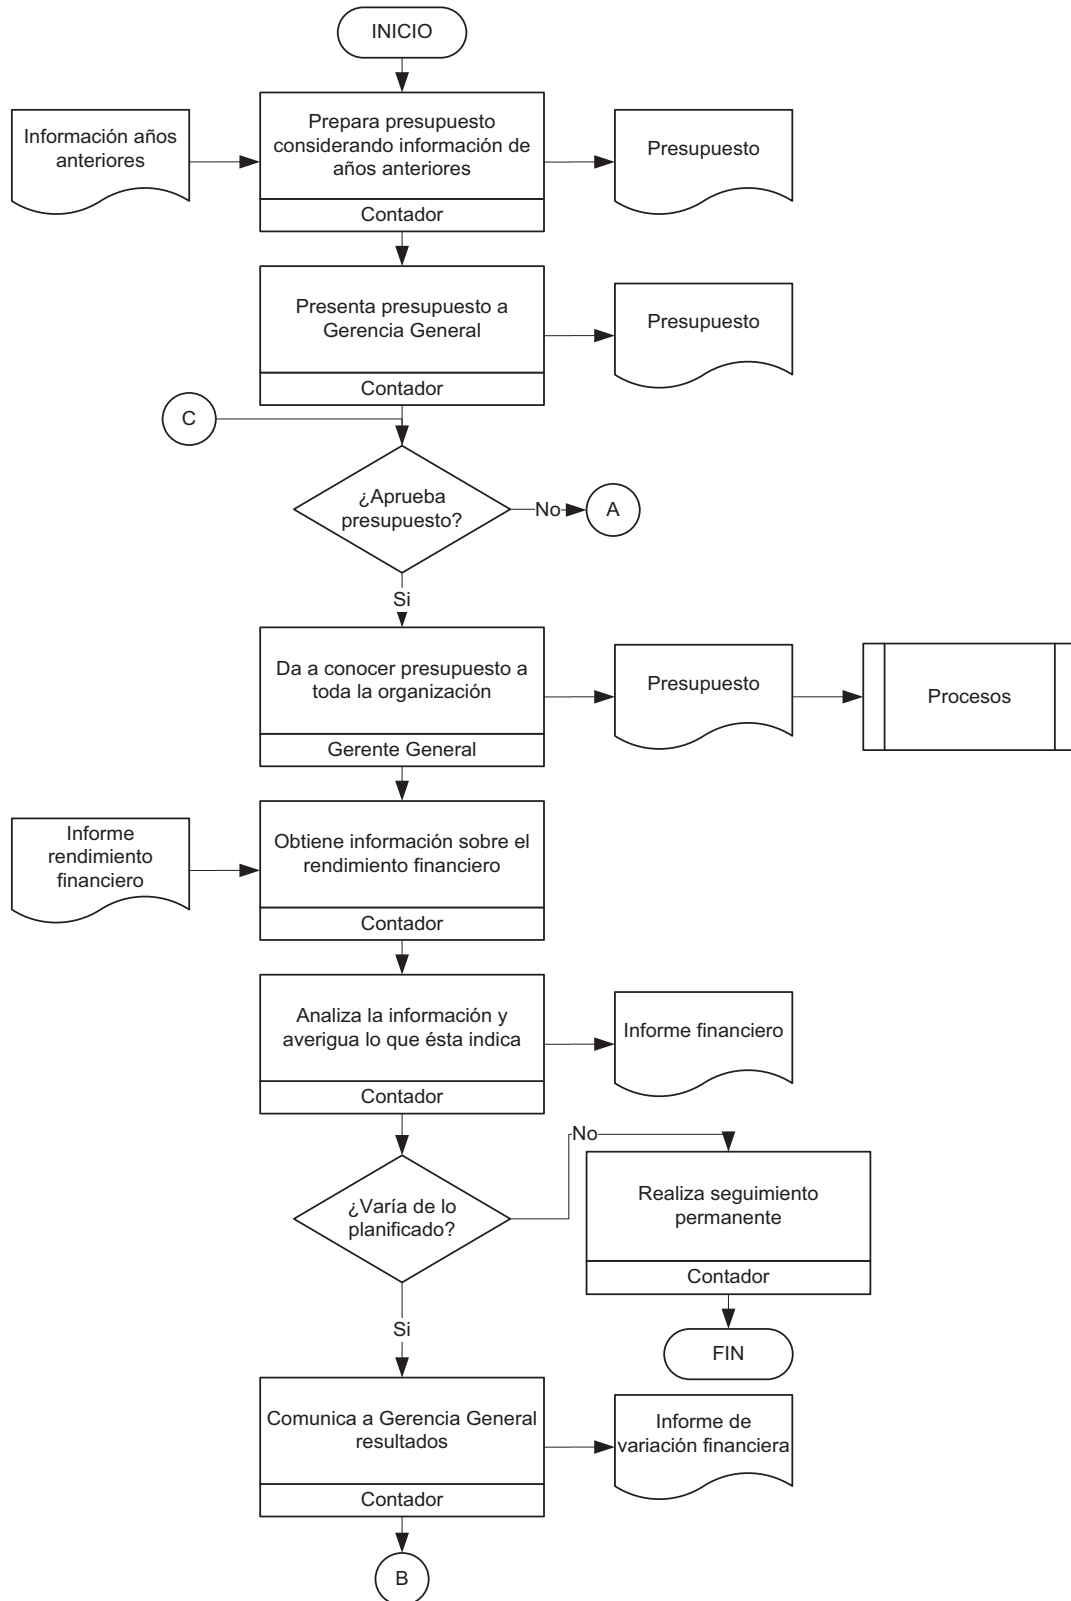 INICIO
Información años
anteriores
Prepara presupuesto
considerando información de
años anteriores
Contador
Presupuesto
Presenta presupuesto a
Gerencia General
Contador
Presupuesto
C
¿Aprueba
presupuesto?
No
A
Si
Da a conocer presupuesto a
toda la organización
Gerente General
Presupuesto
Procesos
Informe
rendimiento
financiero
Obtiene información sobre el
rendimiento financiero
Contador
Analiza la información y
averigua lo que ésta indica
Contador
Informe financiero
¿Varía de lo
planificado?
No
Realiza seguimiento
permanente
Contador
FIN
Si
Comunica a Gerencia General
resultados
Contador
Informe de
variación financiera
B